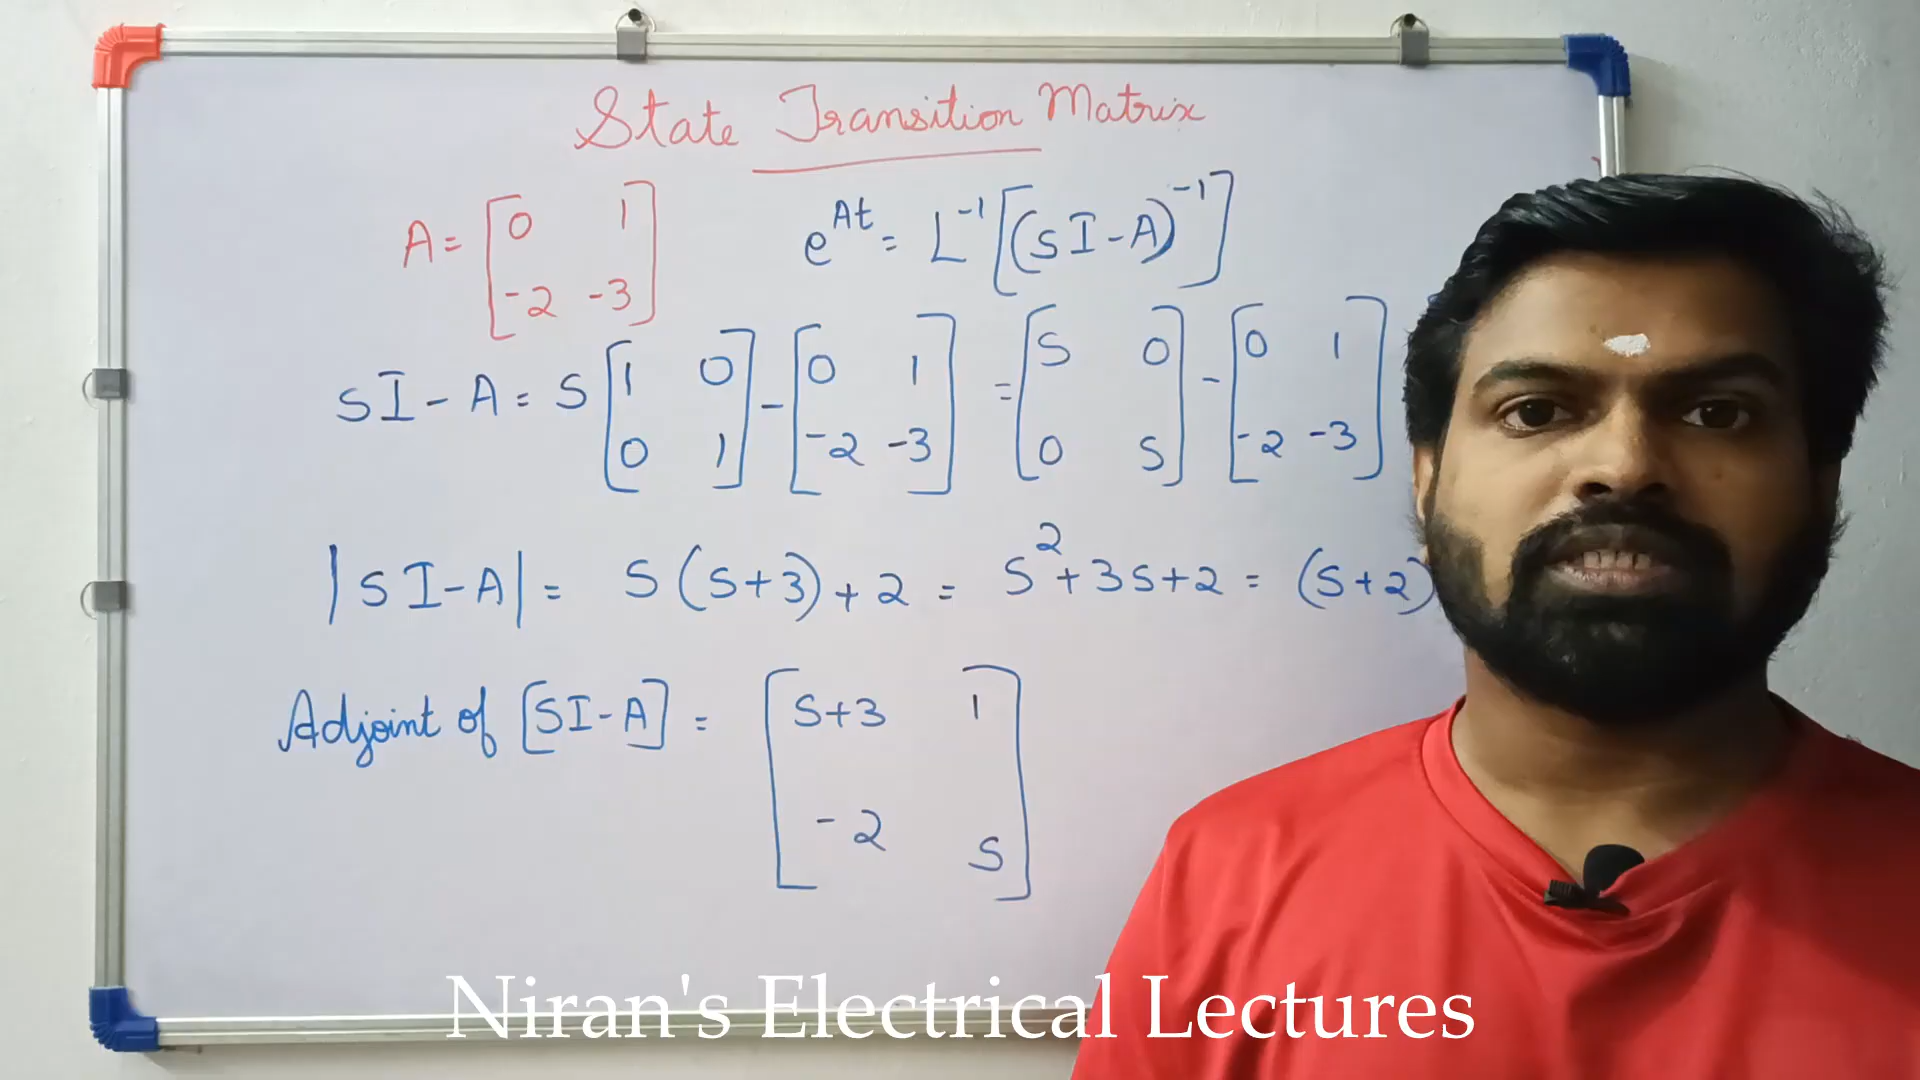 State Transition Matrix
A = [0 1; -2 -3]
e^At = L^-1 [(SI-A)^-1]
SI - A = S [1 0; 0 1] - [0 1; -2 -3] = [S 0; 0 S] - [0 1; -2 -3]
|SI-A| = S(S+3)+2 = S^2+3S+2 = (S+2)
Adjoint of [SI-A] = [S+3 1; -2 S]
Niran's Electrical Lectures